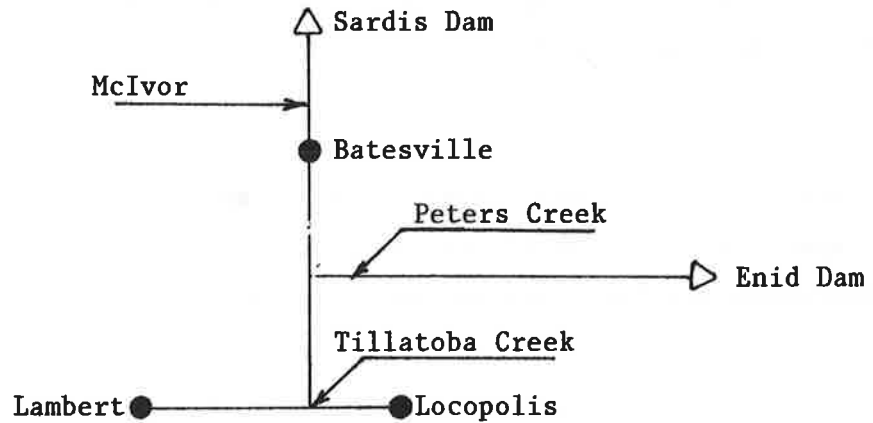 Sardis Dam
McIvor
Batesville
Peters Creek
Enid Dam
Tillatoba Creek
Lambert
Locopolis